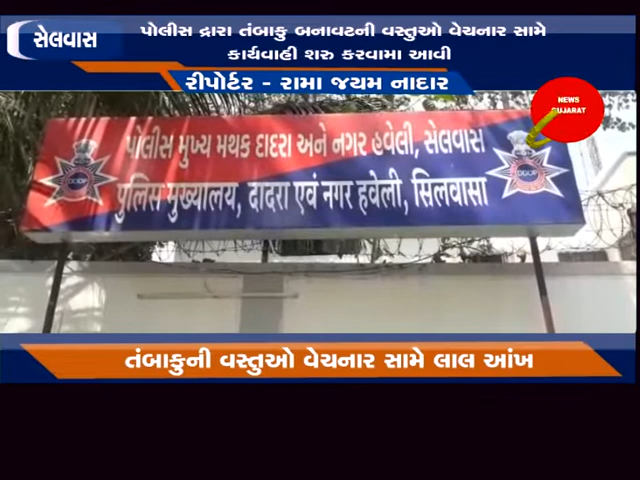 સેલવાસ
પોલીસ દ્રારા તંબાકુ બનાવટની વસ્તુઓ વેચનાર સામે
કાર્યવાહી શરુ કરવામા આવી
રીપોર્ટર - રામા જયમ નાદાર
NEWS
GUJARAT
પોલીસ મુખ્ય મથક દાદરા અને નગર હવેલી, સેલવાસ
पुलिस मुख्यालय, दादरा एवं नगर हवेली, सिलवासा
તંબાકુની વસ્તુઓ વેચનાર સામે લાલ આંખ